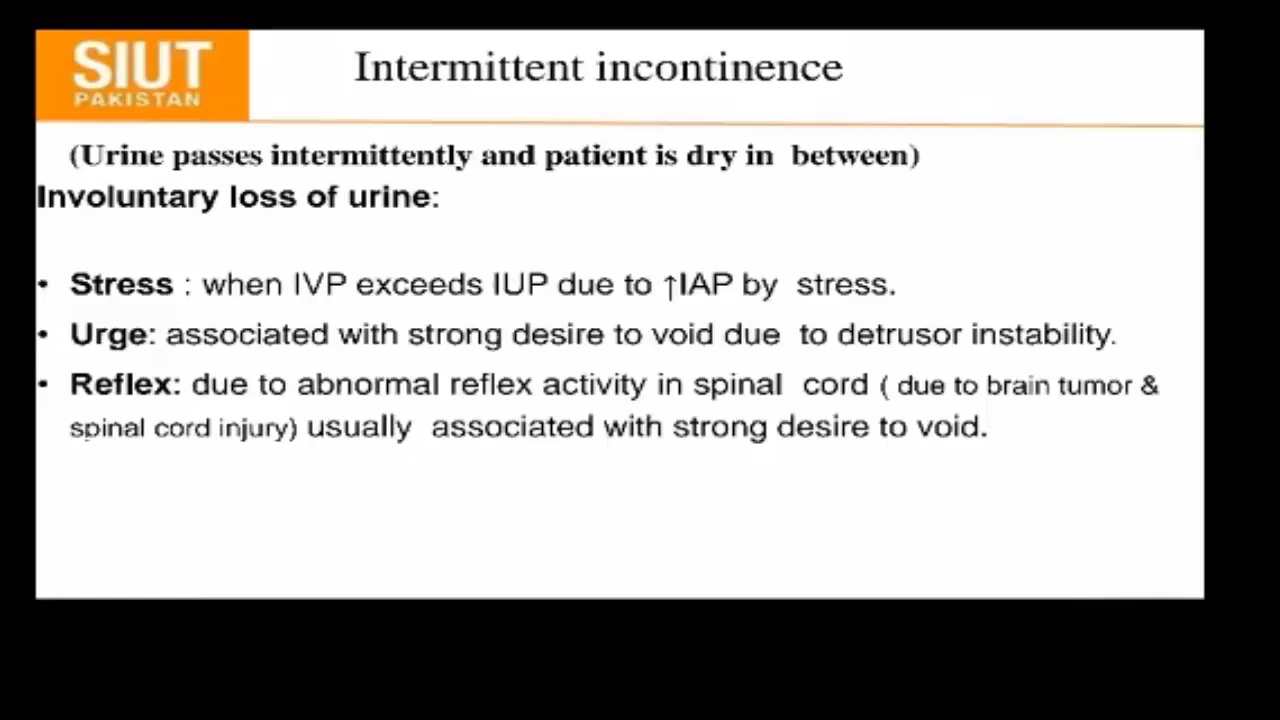 SIUT
PAKISTAN
Intermittent incontinence
(Urine passes intermittently and patient is dry in between)
Involuntary loss of urine:
• Stress : when IVP exceeds IUP due to ↑IAP by stress.
• Urge: associated with strong desire to void due to detrusor instability.
• Reflex: due to abnormal reflex activity in spinal cord ( due to brain tumor &
spinal cord injury) usually associated with strong desire to void.